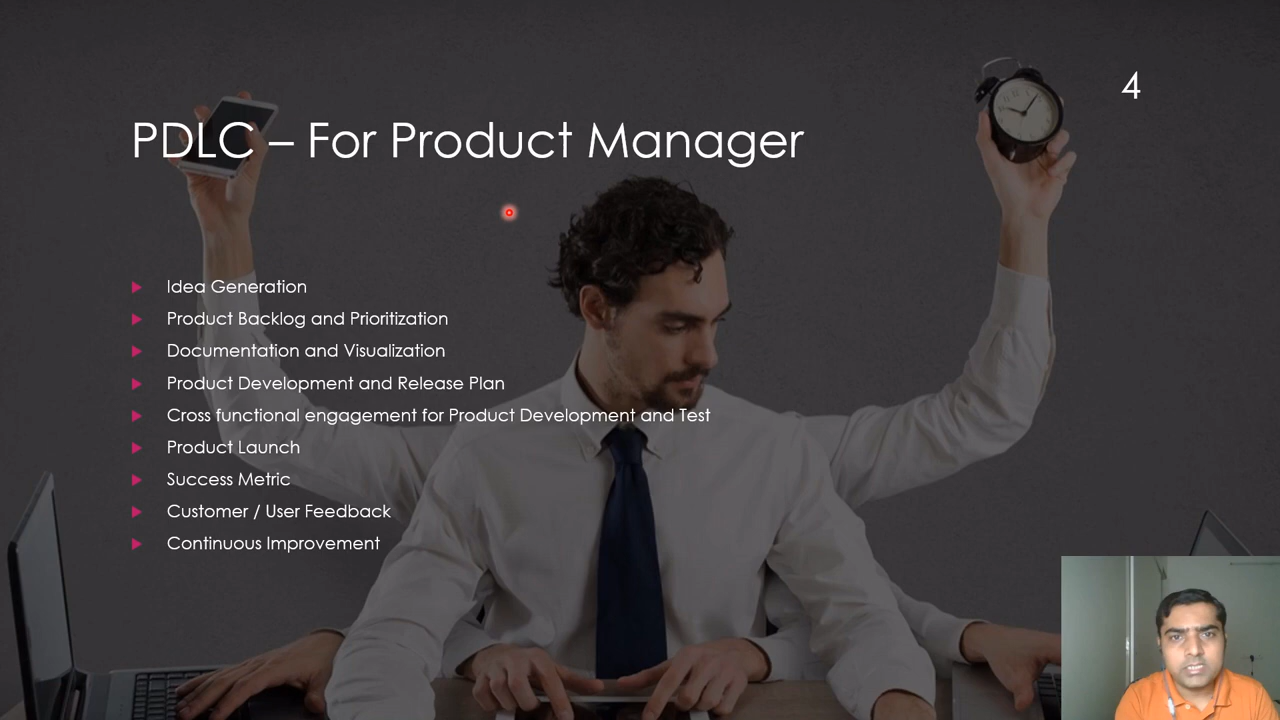 4
PDLC – For Product Manager
Idea Generation
Product Backlog and Prioritization
Documentation and Visualization
Product Development and Release Plan
Cross functional engagement for Product Development and Test
Product Launch
Success Metric
Customer / User Feedback
Continuous Improvement